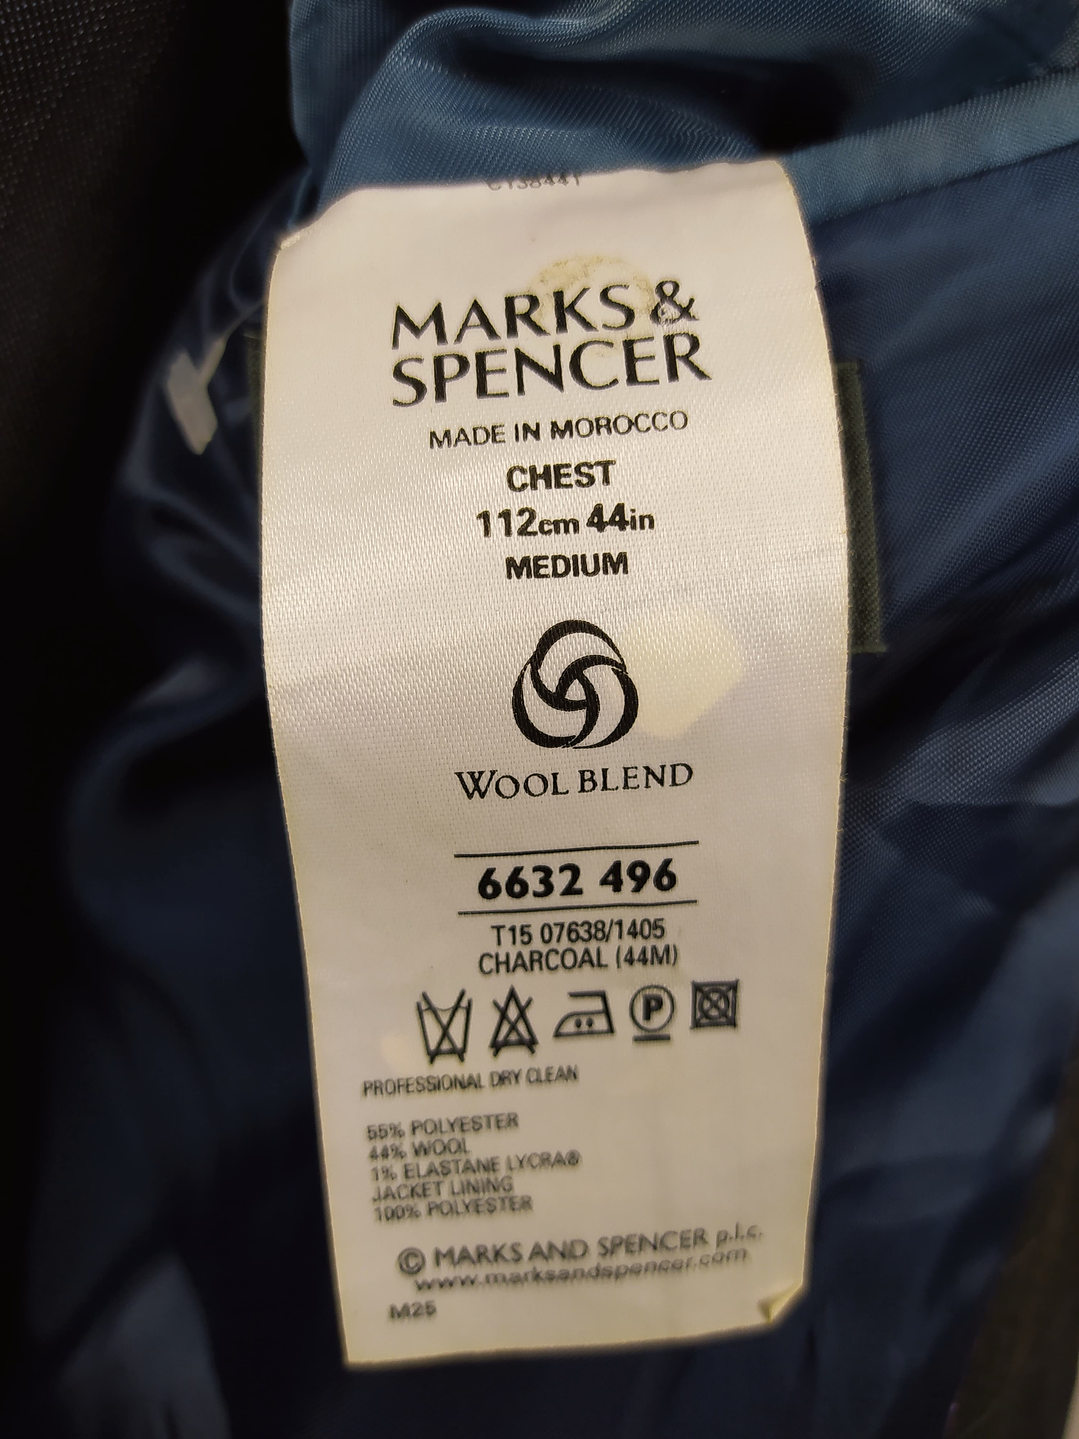 MARKS &
SPENCER
MADE IN MOROCCO
CHEST
112cm 44in
MEDIUM
WOOL BLEND
6632 496
T15 07638/1405
CHARCOAL (44M)
P
PROFESSIONAL DRY CLEAN
55% POLYESTER
44% WOOL
1% ELASTANE LYCRA®
JACKET LINING
100% POLYESTER
© MARKS AND SPENCER p.l.c.
www.marksandspencer.com
M25